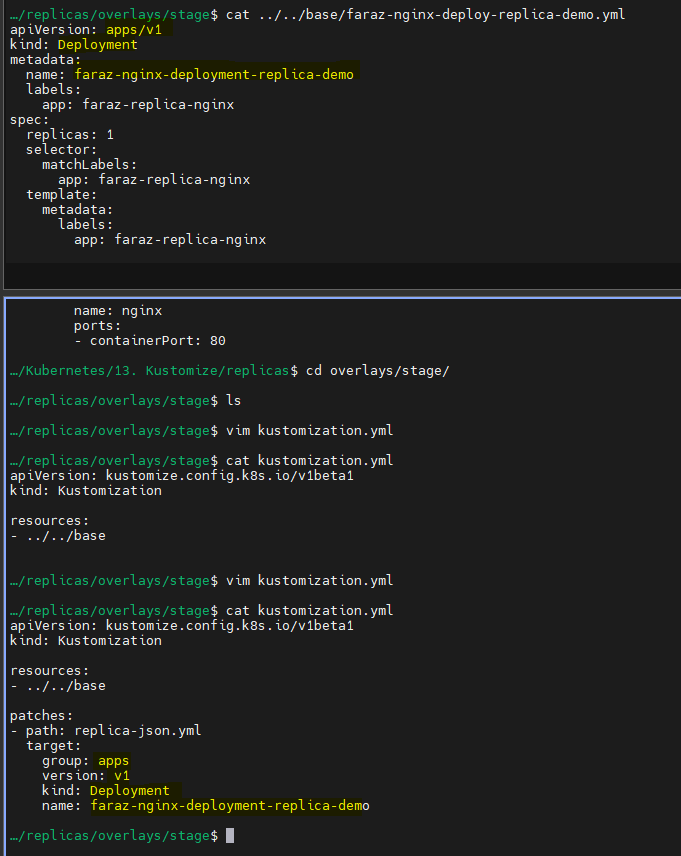 …/replicas/overlays/stage$ cat ../../base/faraz-nginx-deploy-replica-demo.yml
apiVersion: apps/v1
kind: Deployment
metadata:
  name: faraz-nginx-deployment-replica-demo
  labels:
    app: faraz-replica-nginx
spec:
  replicas: 1
  selector:
    matchLabels:
      app: faraz-replica-nginx
  template:
    metadata:
      labels:
        app: faraz-replica-nginx
        name: nginx
        ports:
        - containerPort: 80
…/Kubernetes/13. Kustomize/replicas$ cd overlays/stage/
…/replicas/overlays/stage$ ls
…/replicas/overlays/stage$ vim kustomization.yml
…/replicas/overlays/stage$ cat kustomization.yml
apiVersion: kustomize.config.k8s.io/v1beta1
kind: Kustomization
resources:
- ../../base
…/replicas/overlays/stage$ vim kustomization.yml
…/replicas/overlays/stage$ cat kustomization.yml
apiVersion: kustomize.config.k8s.io/v1beta1
kind: Kustomization
resources:
- ../../base
patches:
- path: replica-json.yml
  target:
    group: apps
    version: v1
    kind: Deployment
    name: faraz-nginx-deployment-replica-demo
…/replicas/overlays/stage$